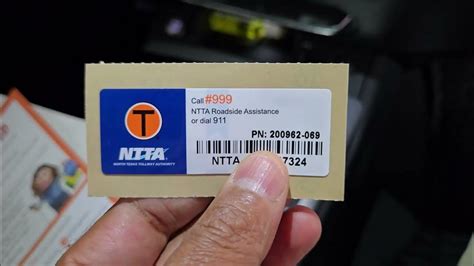 Call #999
NTTA Roadside Assistance
or dial 911
PN: 200962-069
T
NTTA
NORTH TEXAS TOLLWAY AUTHORITY
NTTA 7324